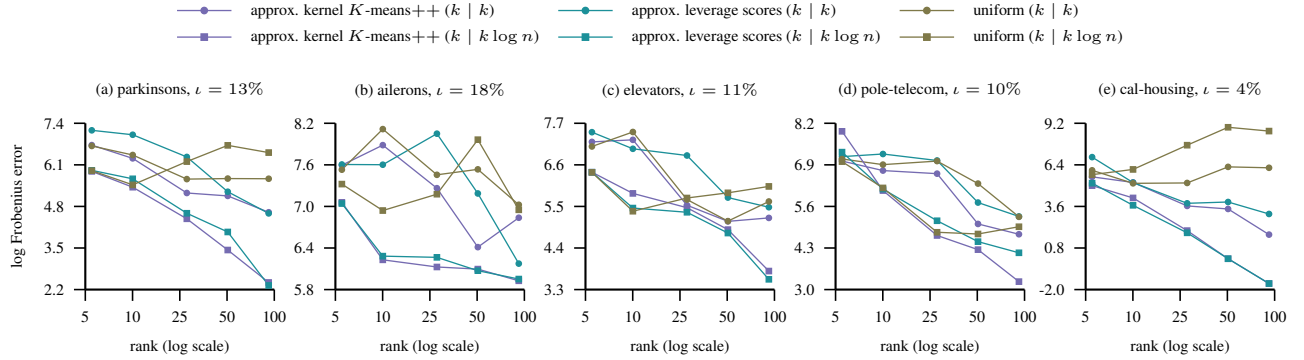 approx. kernel K-means++ (k | k) approx. leverage scores (k | k) uniform (k | k)
approx. kernel K-means++ (k | k log n) approx. leverage scores (k | k log n) uniform (k | k log n)
(a) parkinsons, ι = 13% (b) ailerons, ι = 18% (c) elevators, ι = 11% (d) pole-telecom, ι = 10% (e) cal-housing, ι = 4%
7.4 8.2 7.7 8.2 9.2
6.1 7.6 6.6 6.9 6.4
4.8 7.0 5.5 5.6 3.6
3.5 6.4 4.4 4.3 0.8
2.2 5.8 3.3 3.0 -2.0
log Frobenius error
5 10 25 50 100 5 10 25 50 100 5 10 25 50 100 5 10 25 50 100 5 10 25 50 100
rank (log scale) rank (log scale) rank (log scale) rank (log scale) rank (log scale)